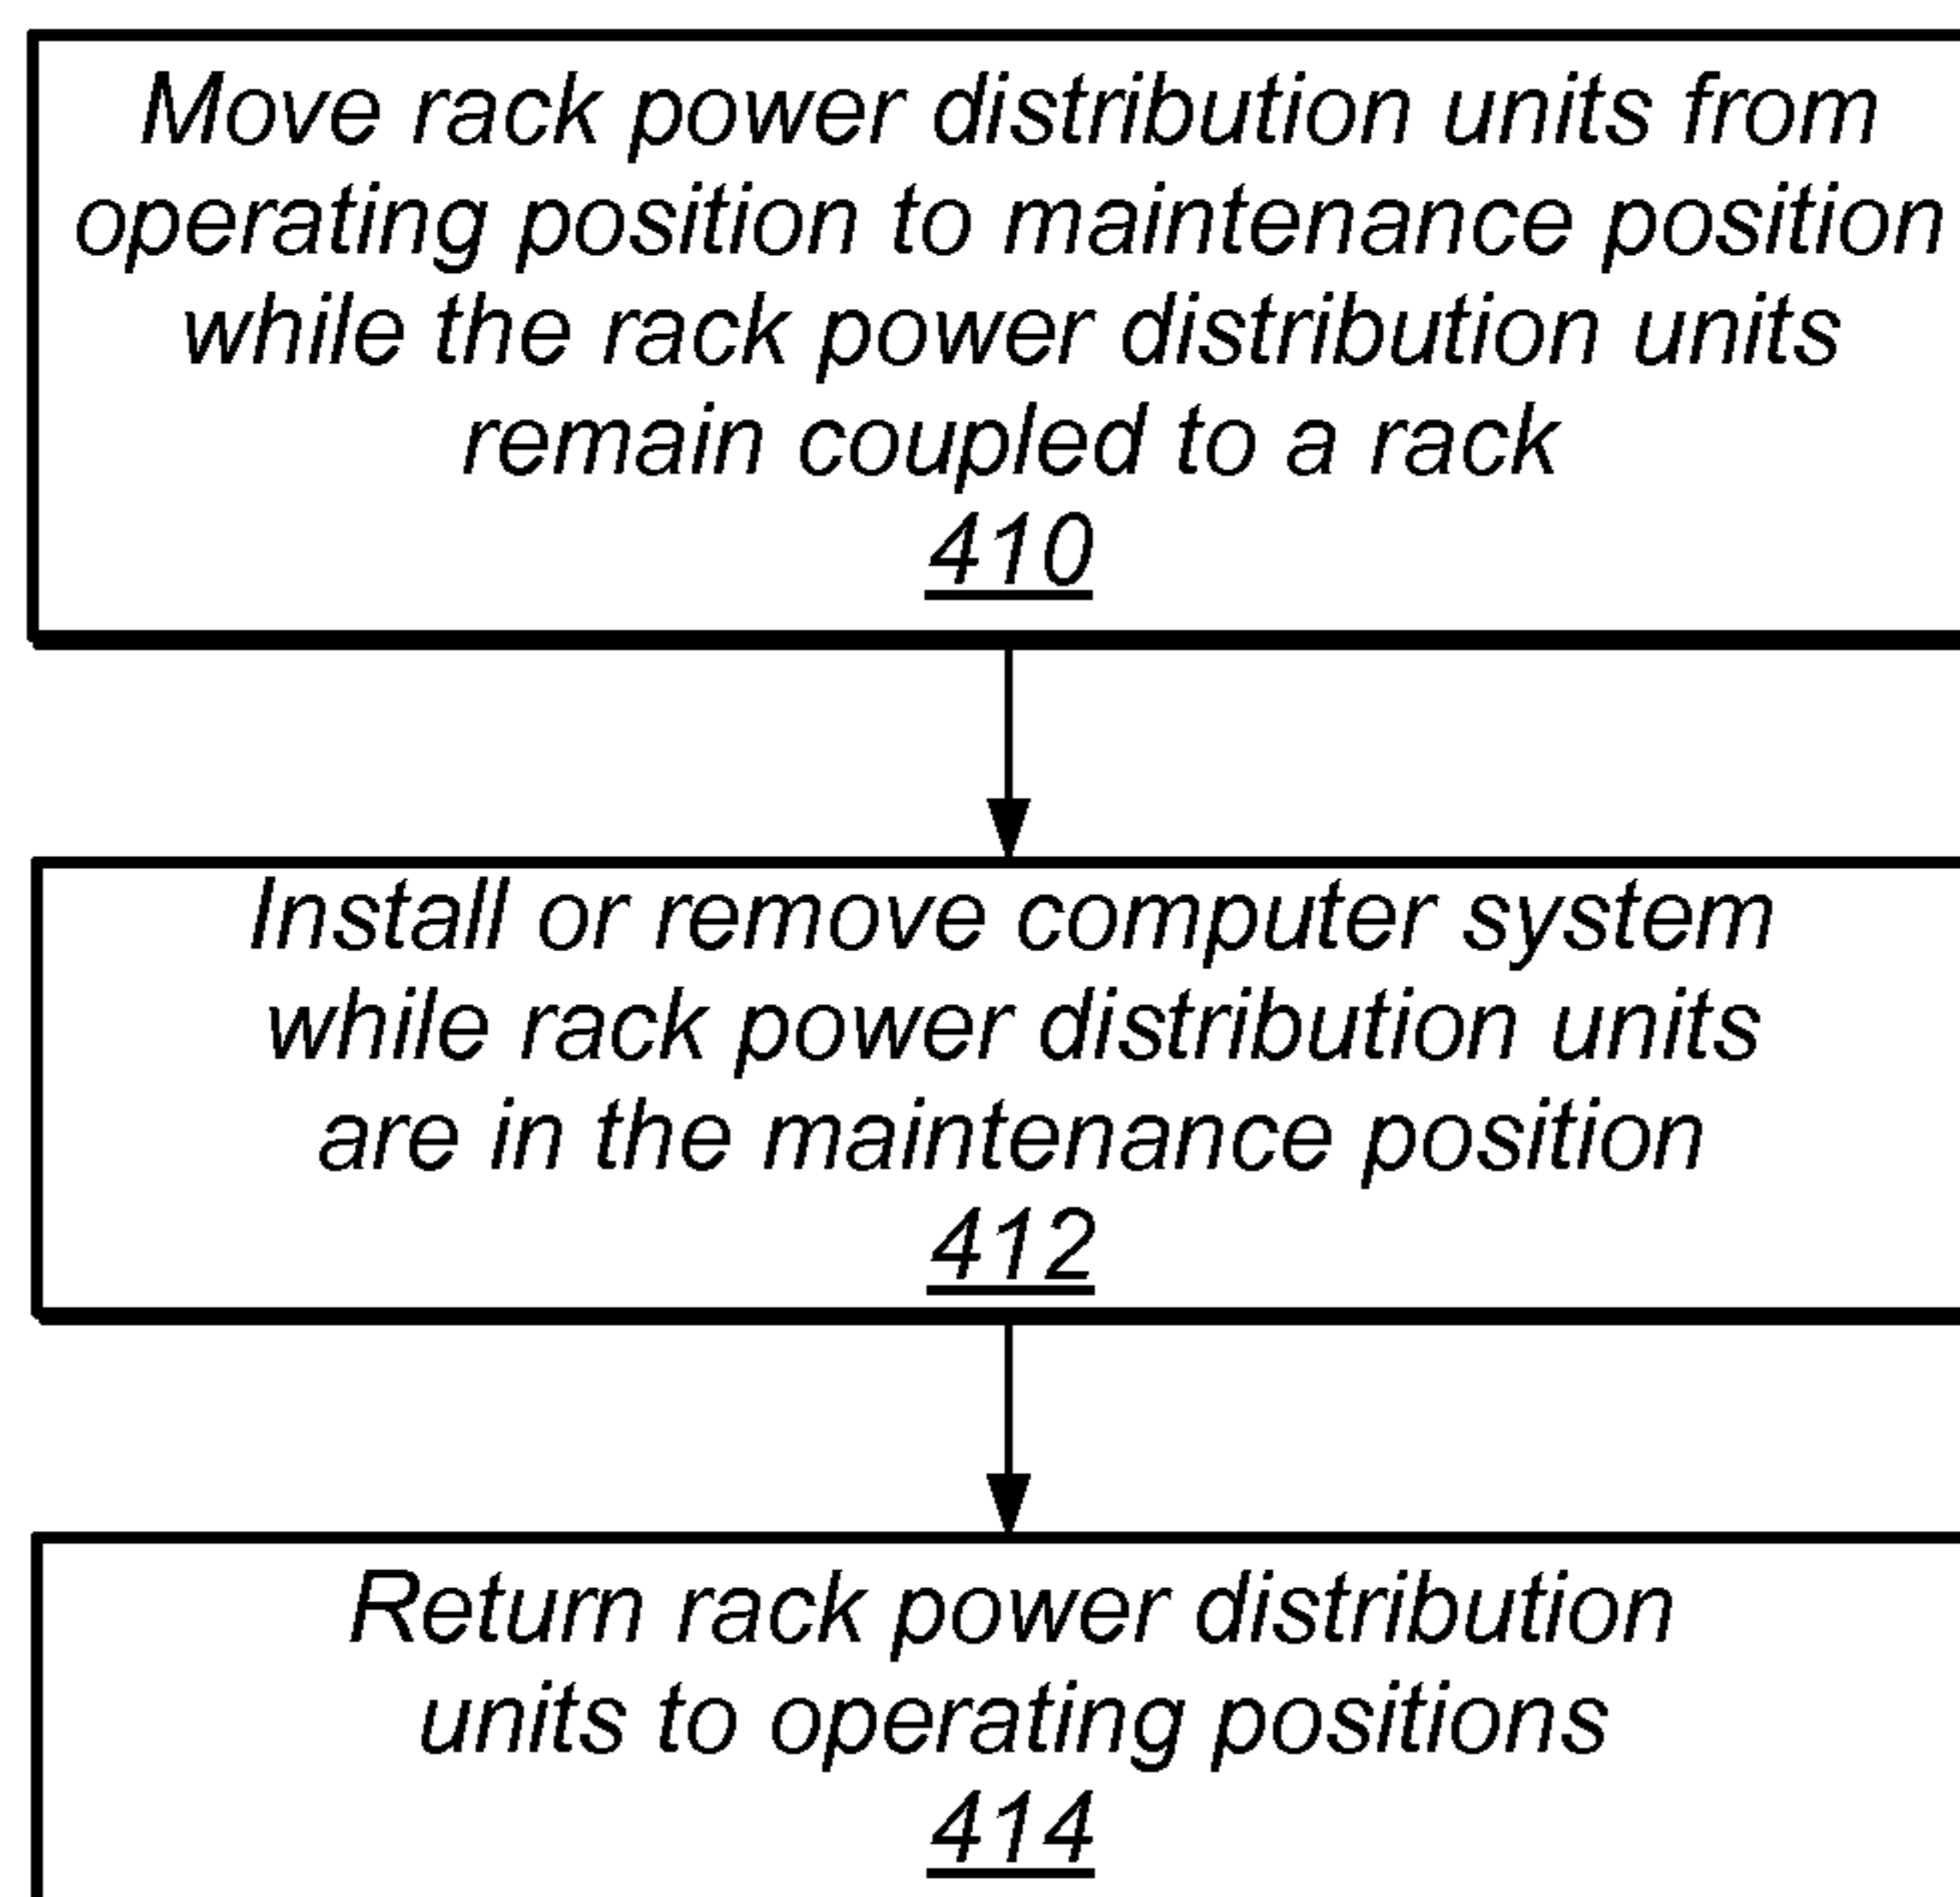 Move rack power distribution units from
operating position to maintenance position
while the rack power distribution units
remain coupled to a rack
410
Install or remove computer system
while rack power distribution units
are in the maintenance position
412
Return rack power distribution
units to operating positions
414